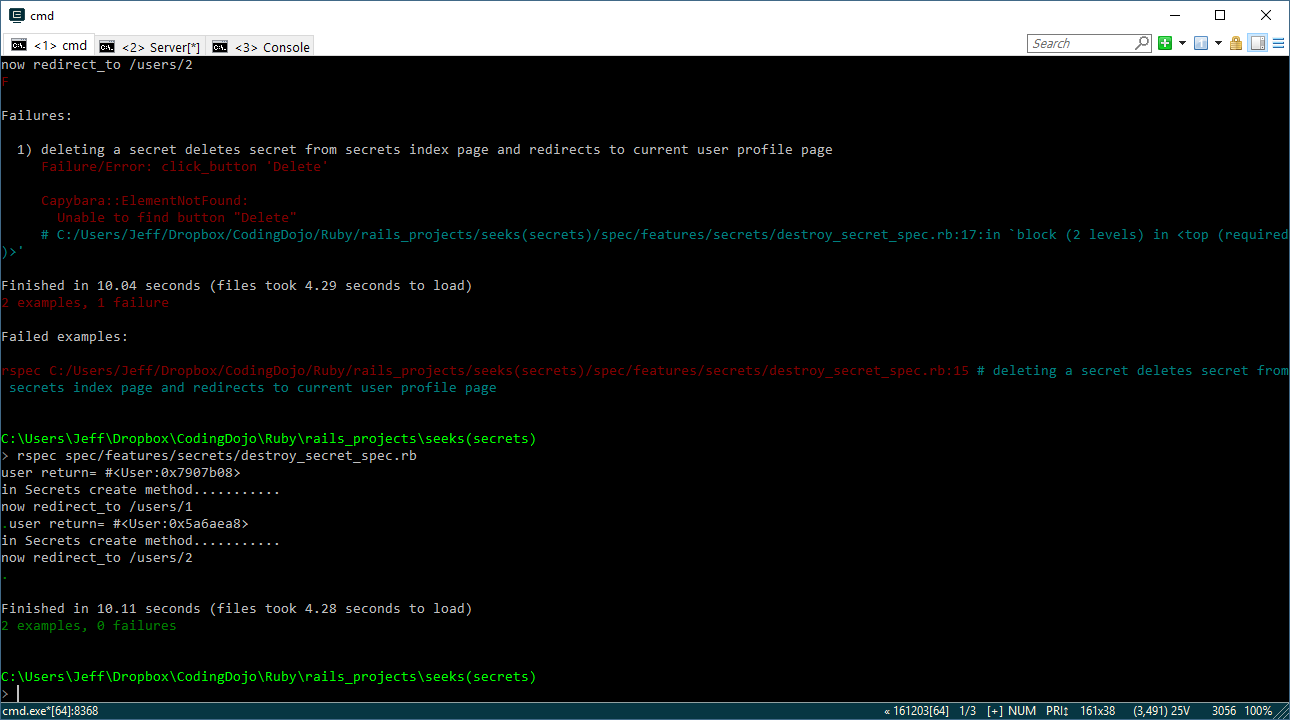 cmd
<1> cmd
<2> Server[*]
<3> Console
Search
now redirect_to /users/2
F
Failures:
1) deleting a secret deletes secret from secrets index page and redirects to current user profile page
Failure/Error: click_button 'Delete'
Capybara::ElementNotFound:
Unable to find button "Delete"
# C:/Users/Jeff/Dropbox/CodingDojo/Ruby/rails_projects/seeks(secrets)/spec/features/secrets/destroy_secret_spec.rb:17:in `block (2 levels) in <top (required
)>'
Finished in 10.04 seconds (files took 4.29 seconds to load)
2 examples, 1 failure
Failed examples:
rspec C:/Users/Jeff/Dropbox/CodingDojo/Ruby/rails_projects/seeks(secrets)/spec/features/secrets/destroy_secret_spec.rb:15 # deleting a secret deletes secret from
secrets index page and redirects to current user profile page
C:\Users\Jeff\Dropbox\CodingDojo\Ruby\rails_projects\seeks(secrets)
> rspec spec/features/secrets/destroy_secret_spec.rb
user return= #<User:0x7907b08>
in Secrets create method...........
now redirect_to /users/1
.user return= #<User:0x5a6aea8>
in Secrets create method...........
now redirect_to /users/2
.
Finished in 10.11 seconds (files took 4.28 seconds to load)
2 examples, 0 failures
C:\Users\Jeff\Dropbox\CodingDojo\Ruby\rails_projects\seeks(secrets)
>
cmd.exe*[64]:8368
« 161203[64] 1/3 [+] NUM PRI↕ 161x38 (3,491) 25V 3056 100%